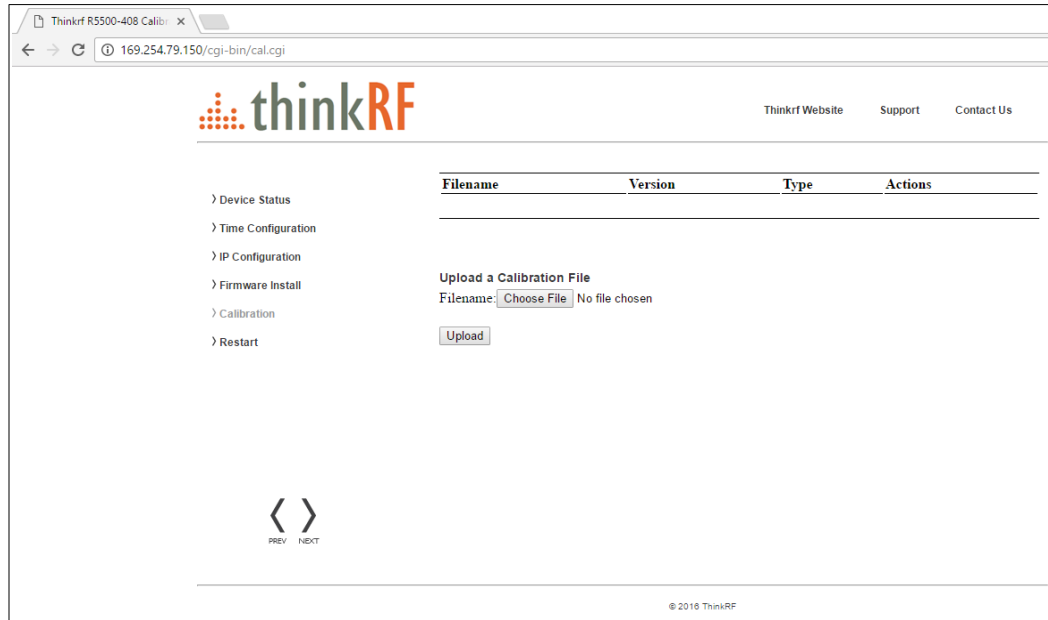 Thinkrf R5500-408 Calibr
169.254.79.150/cgi-bin/cal.cgi
thinkRF
Thinkrf Website Support Contact Us
Filename Version Type Actions
Device Status
Time Configuration
IP Configuration
Firmware Install
Calibration
Restart
Upload a Calibration File
Filename: Choose File No file chosen
Upload
PREV NEXT
© 2016 ThinkRF